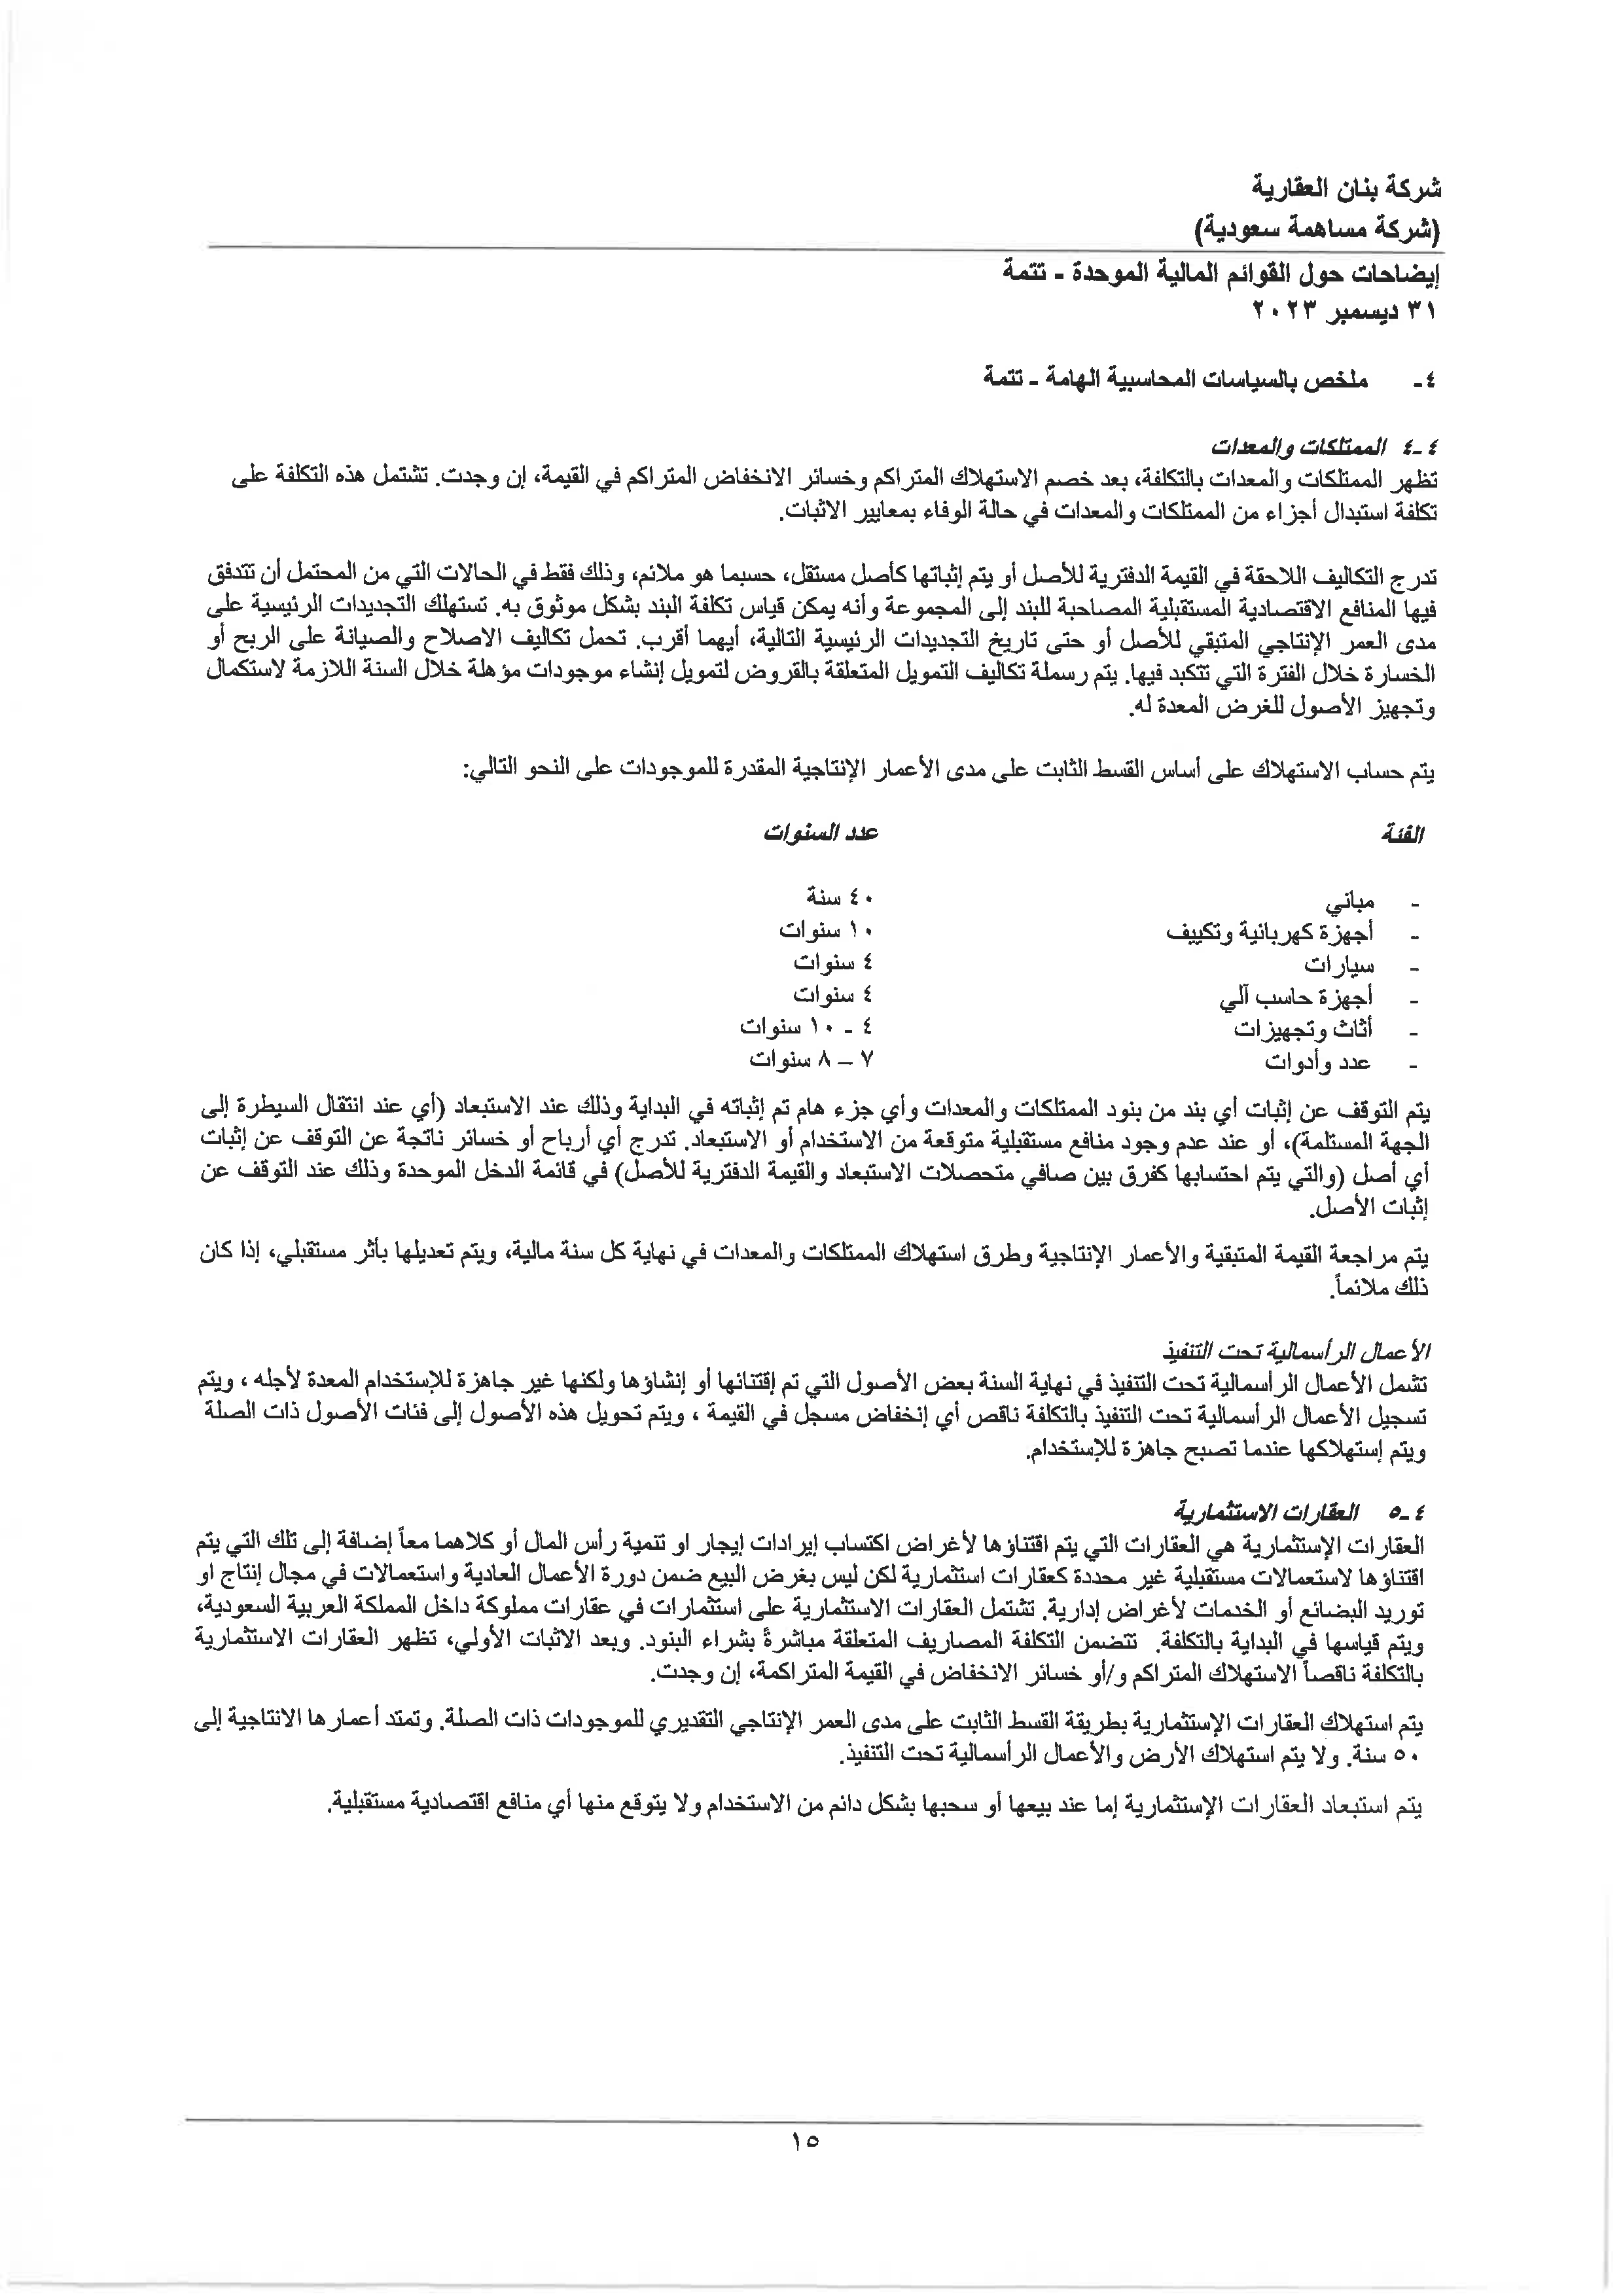 شركة بنان العقارية
(شركة مساهمة سعودية)
إيضاحات حول القوائم المالية الموحدة - تتمة
٣١ ديسمبر ٢٠٢٣
٤- ملخص بالسياسات المحاسبية الهامة - تتمة
٤-٤ الممتلكات والمعدات
تظهر الممتلكات والمعدات بالتكلفة، بعد خصم الاستهلاك المتراكم وخسائر الانخفاض المتراكم في القيمة، إن وجدت. تشتمل هذه التكلفة على
تكلفة استبدال أجزاء من الممتلكات والمعدات في حالة الوفاء بمعايير الاثبات.
تدرج التكاليف اللاحقة في القيمة الدفترية للأصل أو يتم إثباتها كأصل مستقل، حسبما هو ملائم، وذلك فقط في الحالات التي من المحتمل أن تتدفق
فيها المنافع الاقتصادية المستقبلية المصاحبة للبند إلى المجموعة وأنه يمكن قياس تكلفة البند بشكل موثوق به. تستهلك التجديدات الرئيسية على
مدى العمر الإنتاجي المتبقي للأصل أو حتى تاريخ التجديدات الرئيسية التالية، أيهما أقرب. تحمل تكاليف الاصلاح والصيانة على الربح أو
الخسارة خلال الفترة التي تتكبد فيها. يتم رسملة تكاليف التمويل المتعلقة بالقروض لتمويل إنشاء موجودات مؤهلة خلال السنة اللازمة لاستكمال
وتجهيز الأصول للغرض المعدة له.
يتم حساب الاستهلاك على أساس القسط الثابت على مدى الأعمار الإنتاجية المقدرة للموجودات على النحو التالي:
الفئة عدد السنوات
- مباني ٤٠ سنة
- أجهزة كهربائية وتكييف ١٠ سنوات
- سيارات ٤ سنوات
- أجهزة حاسب آلي ٤ سنوات
- أثاث وتجهيزات ٤ - ١٠ سنوات
- عدد وأدوات ٧ – ٨ سنوات
يتم التوقف عن إثبات أي بند من بنود الممتلكات والمعدات وأي جزء هام تم إثباته في البداية وذلك عند الاستبعاد (أي عند انتقال السيطرة إلى
الجهة المستلمة)، أو عند عدم وجود منافع مستقبلية متوقعة من الاستخدام أو الاستبعاد. تدرج أي أرباح أو خسائر ناتجة عن التوقف عن إثبات
أي أصل (والتي يتم احتسابها كفرق بين صافي متحصلات الاستبعاد والقيمة الدفترية للأصل) في قائمة الدخل الموحدة وذلك عند التوقف عن
إثبات الأصل.
يتم مراجعة القيمة المتبقية والأعمار الإنتاجية وطرق استهلاك الممتلكات والمعدات في نهاية كل سنة مالية، ويتم تعديلها بأثر مستقبلي، إذا كان
ذلك ملائماً.
الأعمال الرأسمالية تحت التنفيذ
تشمل الأعمال الرأسمالية تحت التنفيذ في نهاية السنة بعض الأصول التي تم إقتنائها أو إنشاؤها ولكنها غير جاهزة للإستخدام المعدة لأجله ، ويتم
تسجيل الأعمال الرأسمالية تحت التنفيذ بالتكلفة ناقص أي إنخفاض مسجل في القيمة ، ويتم تحويل هذه الأصول إلى فئات الأصول ذات الصلة
ويتم إستهلاكها عندما تصبح جاهزة للإستخدام.
٤-٥ العقارات الاستثمارية
العقارات الإستثمارية هي العقارات التي يتم اقتناؤها لأغراض اكتساب إيرادات إيجار او تنمية رأس المال أو كلاهما معاً إضافة إلى تلك التي يتم
اقتناؤها لاستعمالات مستقبلية غير محددة كعقارات استثمارية لكن ليس بغرض البيع ضمن دورة الأعمال العادية واستعمالات في مجال إنتاج او
توريد البضائع أو الخدمات لأغراض إدارية. تشتمل العقارات الاستثمارية على استثمارات في عقارات مملوكة داخل المملكة العربية السعودية،
ويتم قياسها في البداية بالتكلفة. تتضمن التكلفة المصاريف المتعلقة مباشرةً بشراء البنود. وبعد الاثبات الأولي، تظهر العقارات الاستثمارية
بالتكلفة ناقصاً الاستهلاك المتراكم و/أو خسائر الانخفاض في القيمة المتراكمة، إن وجدت.
يتم استهلاك العقارات الإستثمارية بطريقة القسط الثابت على مدى العمر الإنتاجي التقديري للموجودات ذات الصلة. وتمتد أعمارها الانتاجية إلى
٥٠ سنة. ولا يتم استهلاك الأرض والأعمال الرأسمالية تحت التنفيذ.
يتم استبعاد العقارات الإستثمارية إما عند بيعها أو سحبها بشكل دائم من الاستخدام ولا يتوقع منها أي منافع اقتصادية مستقبلية.
١٥